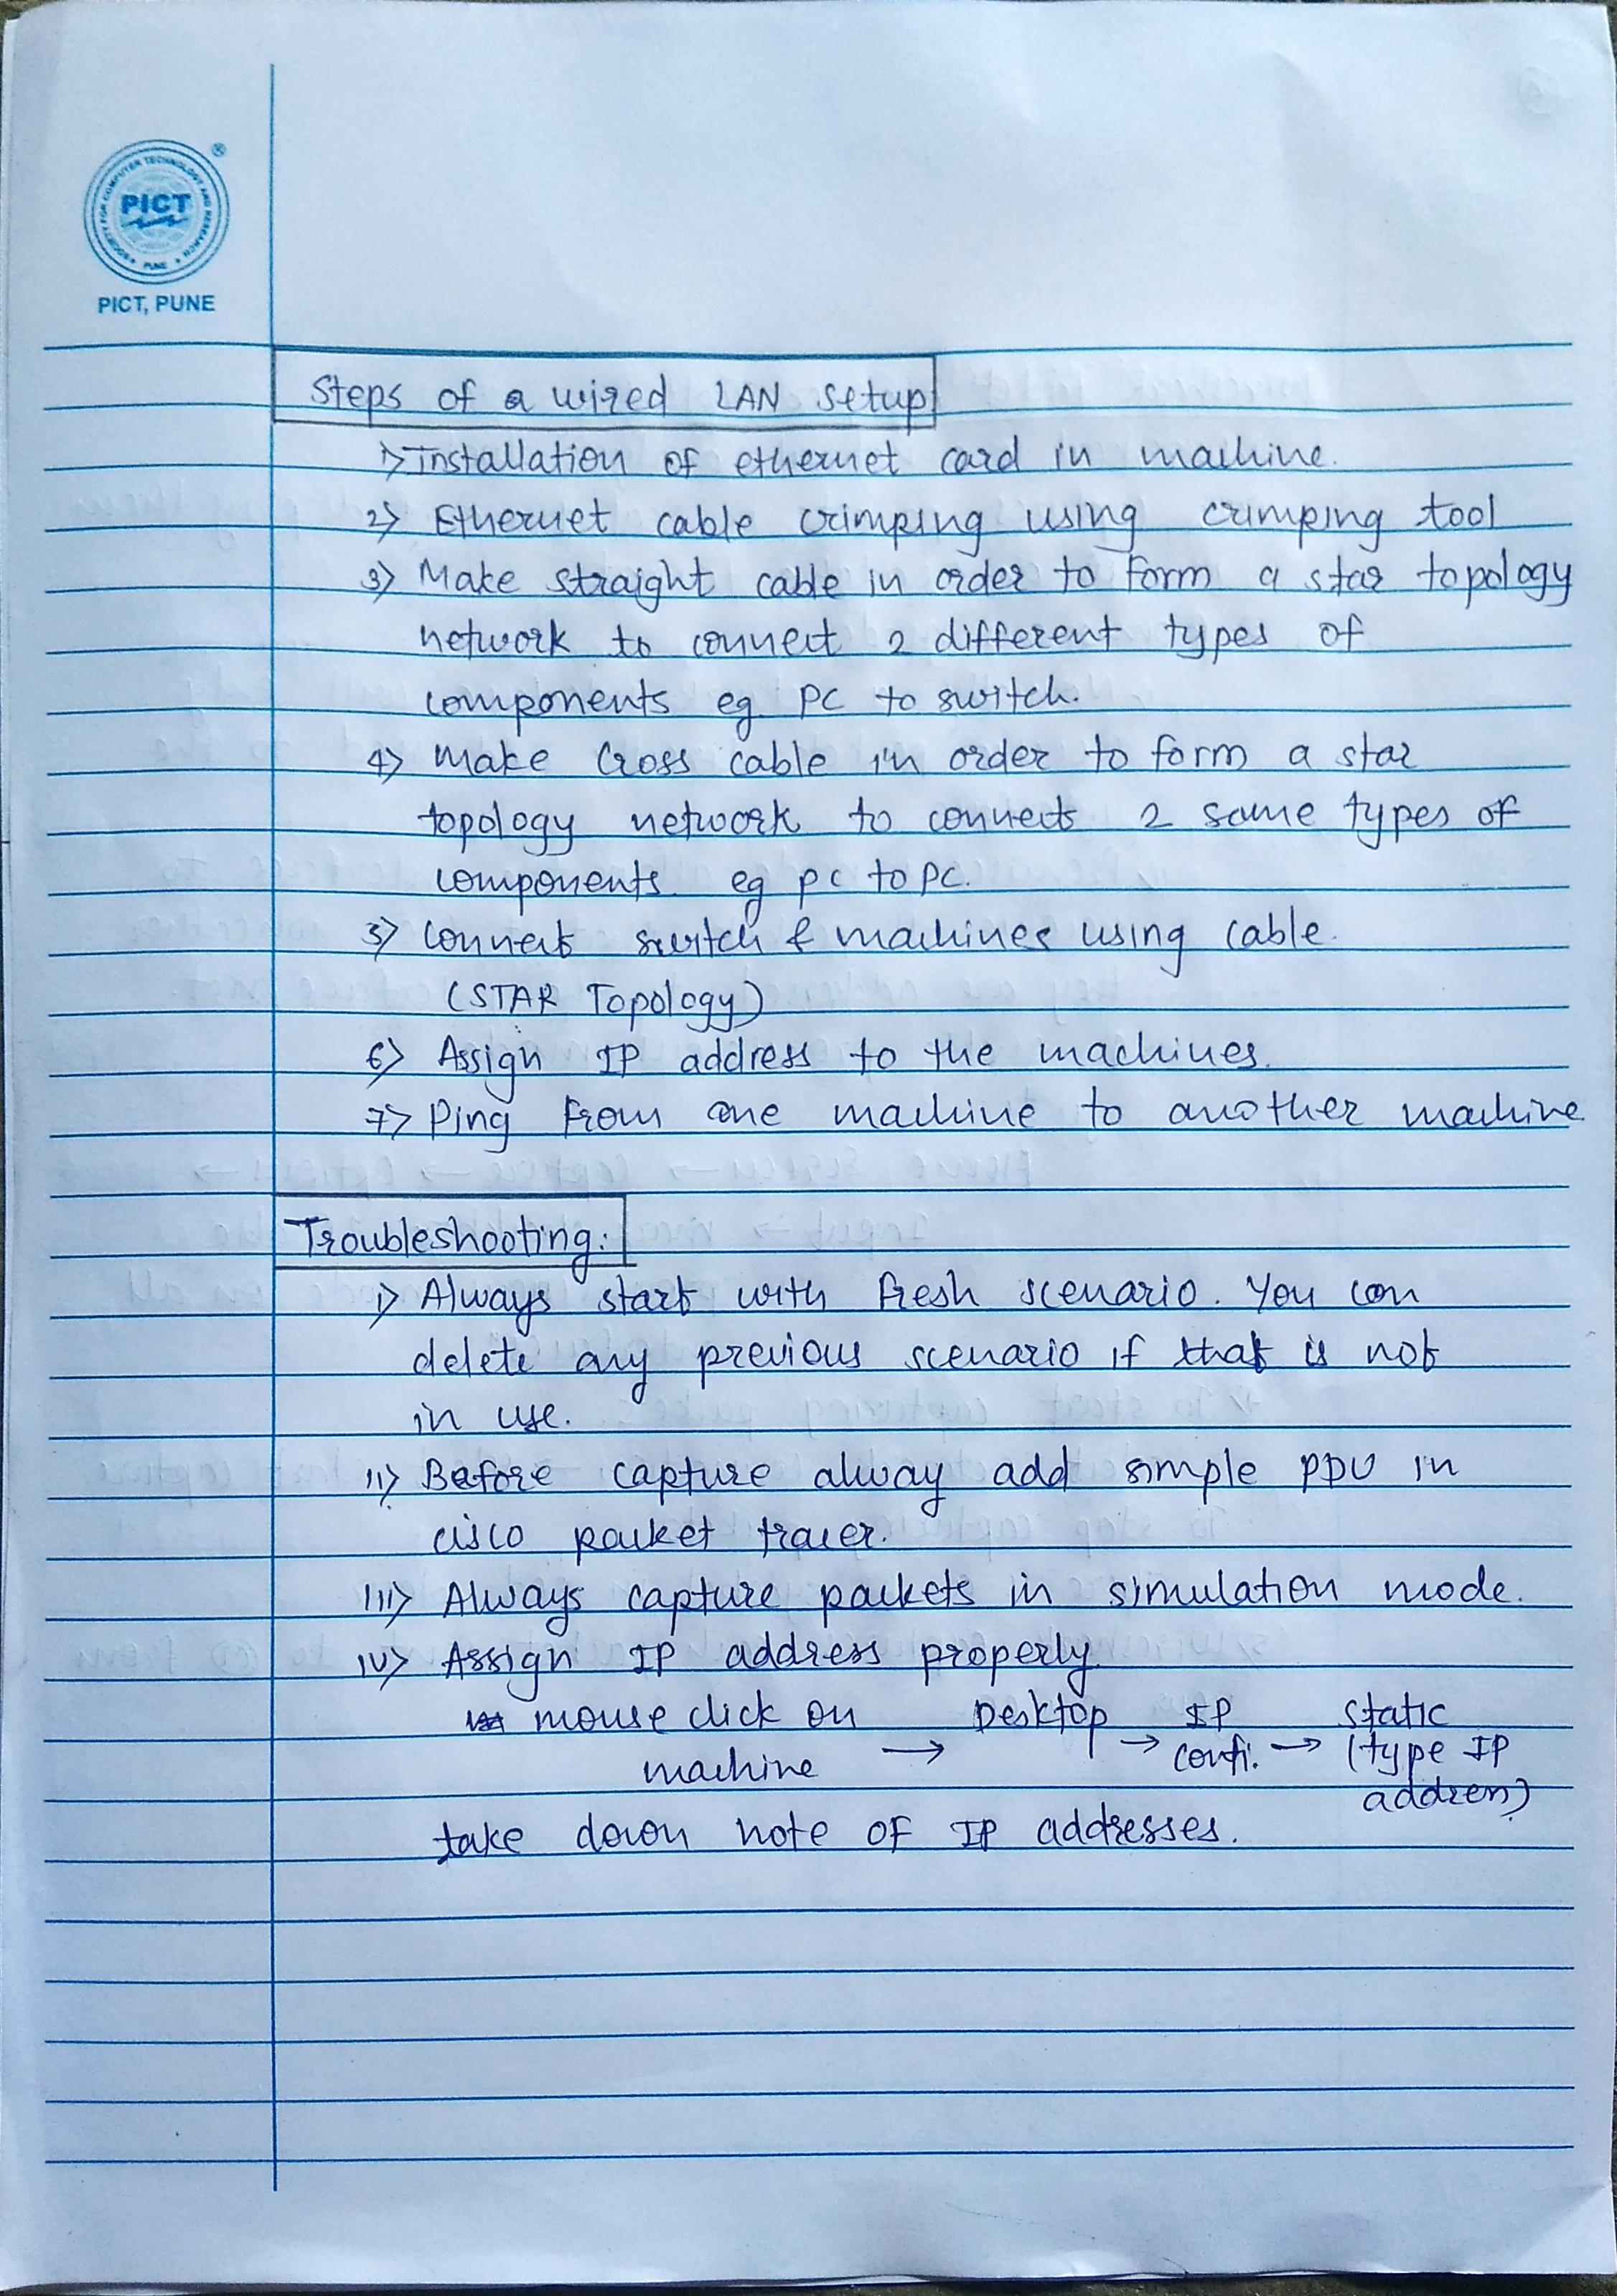 SOCIETY FOR COMPUTER TECHNOLOGY AND RESEARCH
PICT
PUNE
®
PICT, PUNE
Steps of a wired LAN setup
1> Installation of ethernet card in machine.
2> Ethernet cable crimping using crimping tool
3> Make straight cable in order to form a star topology
network to connect 2 different types of
components eg. PC to switch.
4> Make Cross cable in order to form a star
topology network to connects 2 same types of
components. eg pc to pc.
5> Connects switch & machines using cable.
(STAR Topology)
6> Assign IP address to the machines.
7> Ping from one machine to another machine
Troubleshooting:
i> Always start with fresh scenario. You can
delete any previous scenario if that is not
in use.
ii> Before capture alway add simple PDU in
cisco packet tracer.
iii> Always capture packets in simulation mode.
iv> Assign IP address properly.
mouse click on machine → Desktop → IP confi. → Static (type IP address)
take down note of IP addresses.